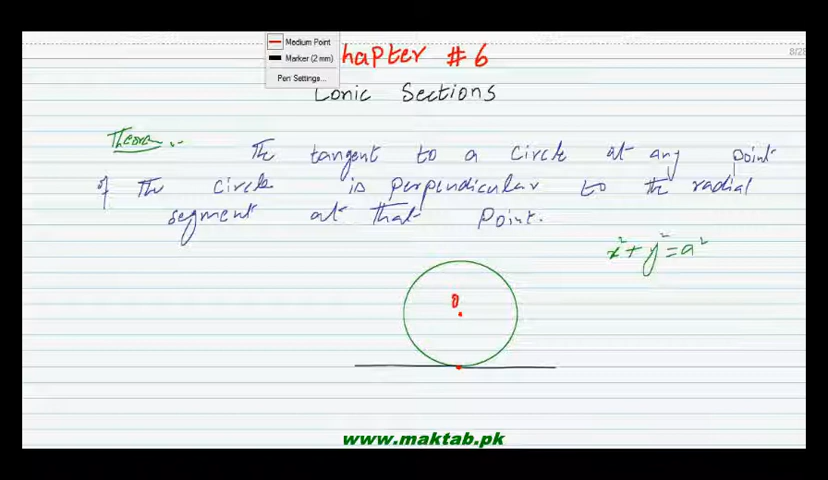 Medium Point
Marker (2 mm)
Pen Settings...
hapter # 6
Conic Sections
Theorem :-
The tangent to a circle at any point
of the circle is perpendicular to the radial
segment at that point.
x² + y² = a²
O
www.maktab.pk